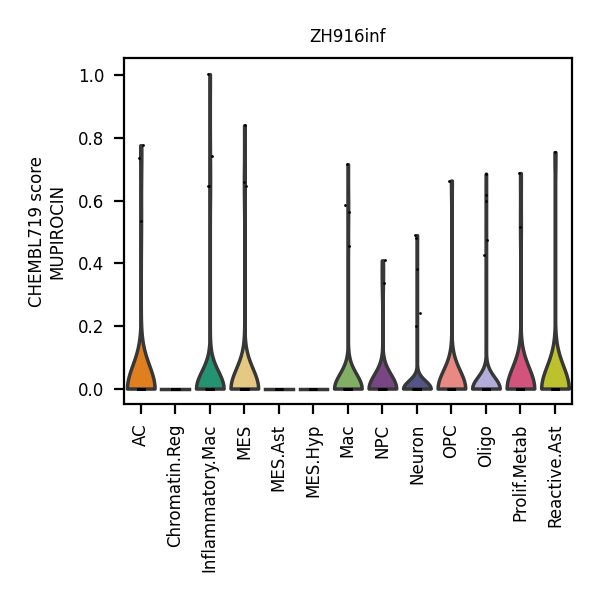 ZH916inf
CHEMBL719 score
MUPIROCIN
1.0
0.8
0.6
0.4
0.2
0.0
AC
Chromatin.Reg
Inflammatory.Mac
MES
MES.Ast
MES.Hyp
Mac
NPC
Neuron
OPC
Oligo
Prolif.Metab
Reactive.Ast